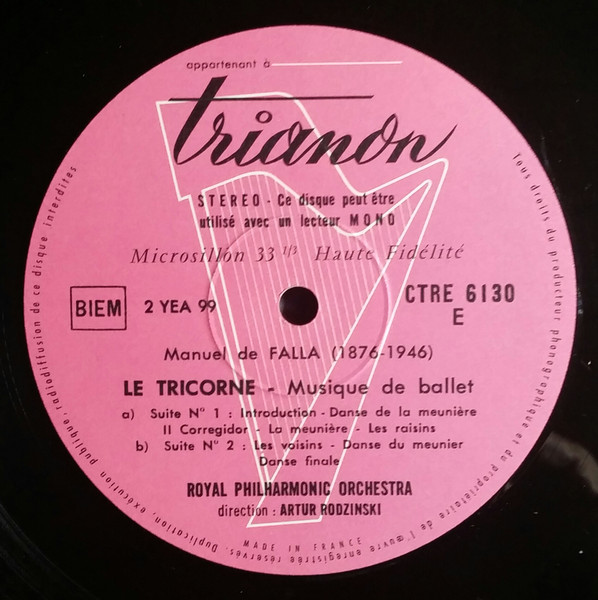 appartenant à
Trianon
STEREO - Ce disque peut être
utilisé avec un lecteur MONO
Microsillon 33 1/3 Haute Fidélité
BIEM
2 YEA 99
CTRE 6130
E
Manuel de FALLA (1876-1946)
LE TRICORNE - Musique de ballet
a) Suite N° 1 : Introduction - Danse de la meunière
II Corregidor - La meunière - Les raisins
b) Suite N° 2 : Les voisins - Danse du meunier
Danse finale
ROYAL PHILHARMONIC ORCHESTRA
direction : ARTUR RODZINSKI
MADE IN FRANCE
Tous droits du producteur phonographique et du propriétaire de l'œuvre enregistrée réservés. Duplication, exécution publique, radiodiffusion de ce disque interdites